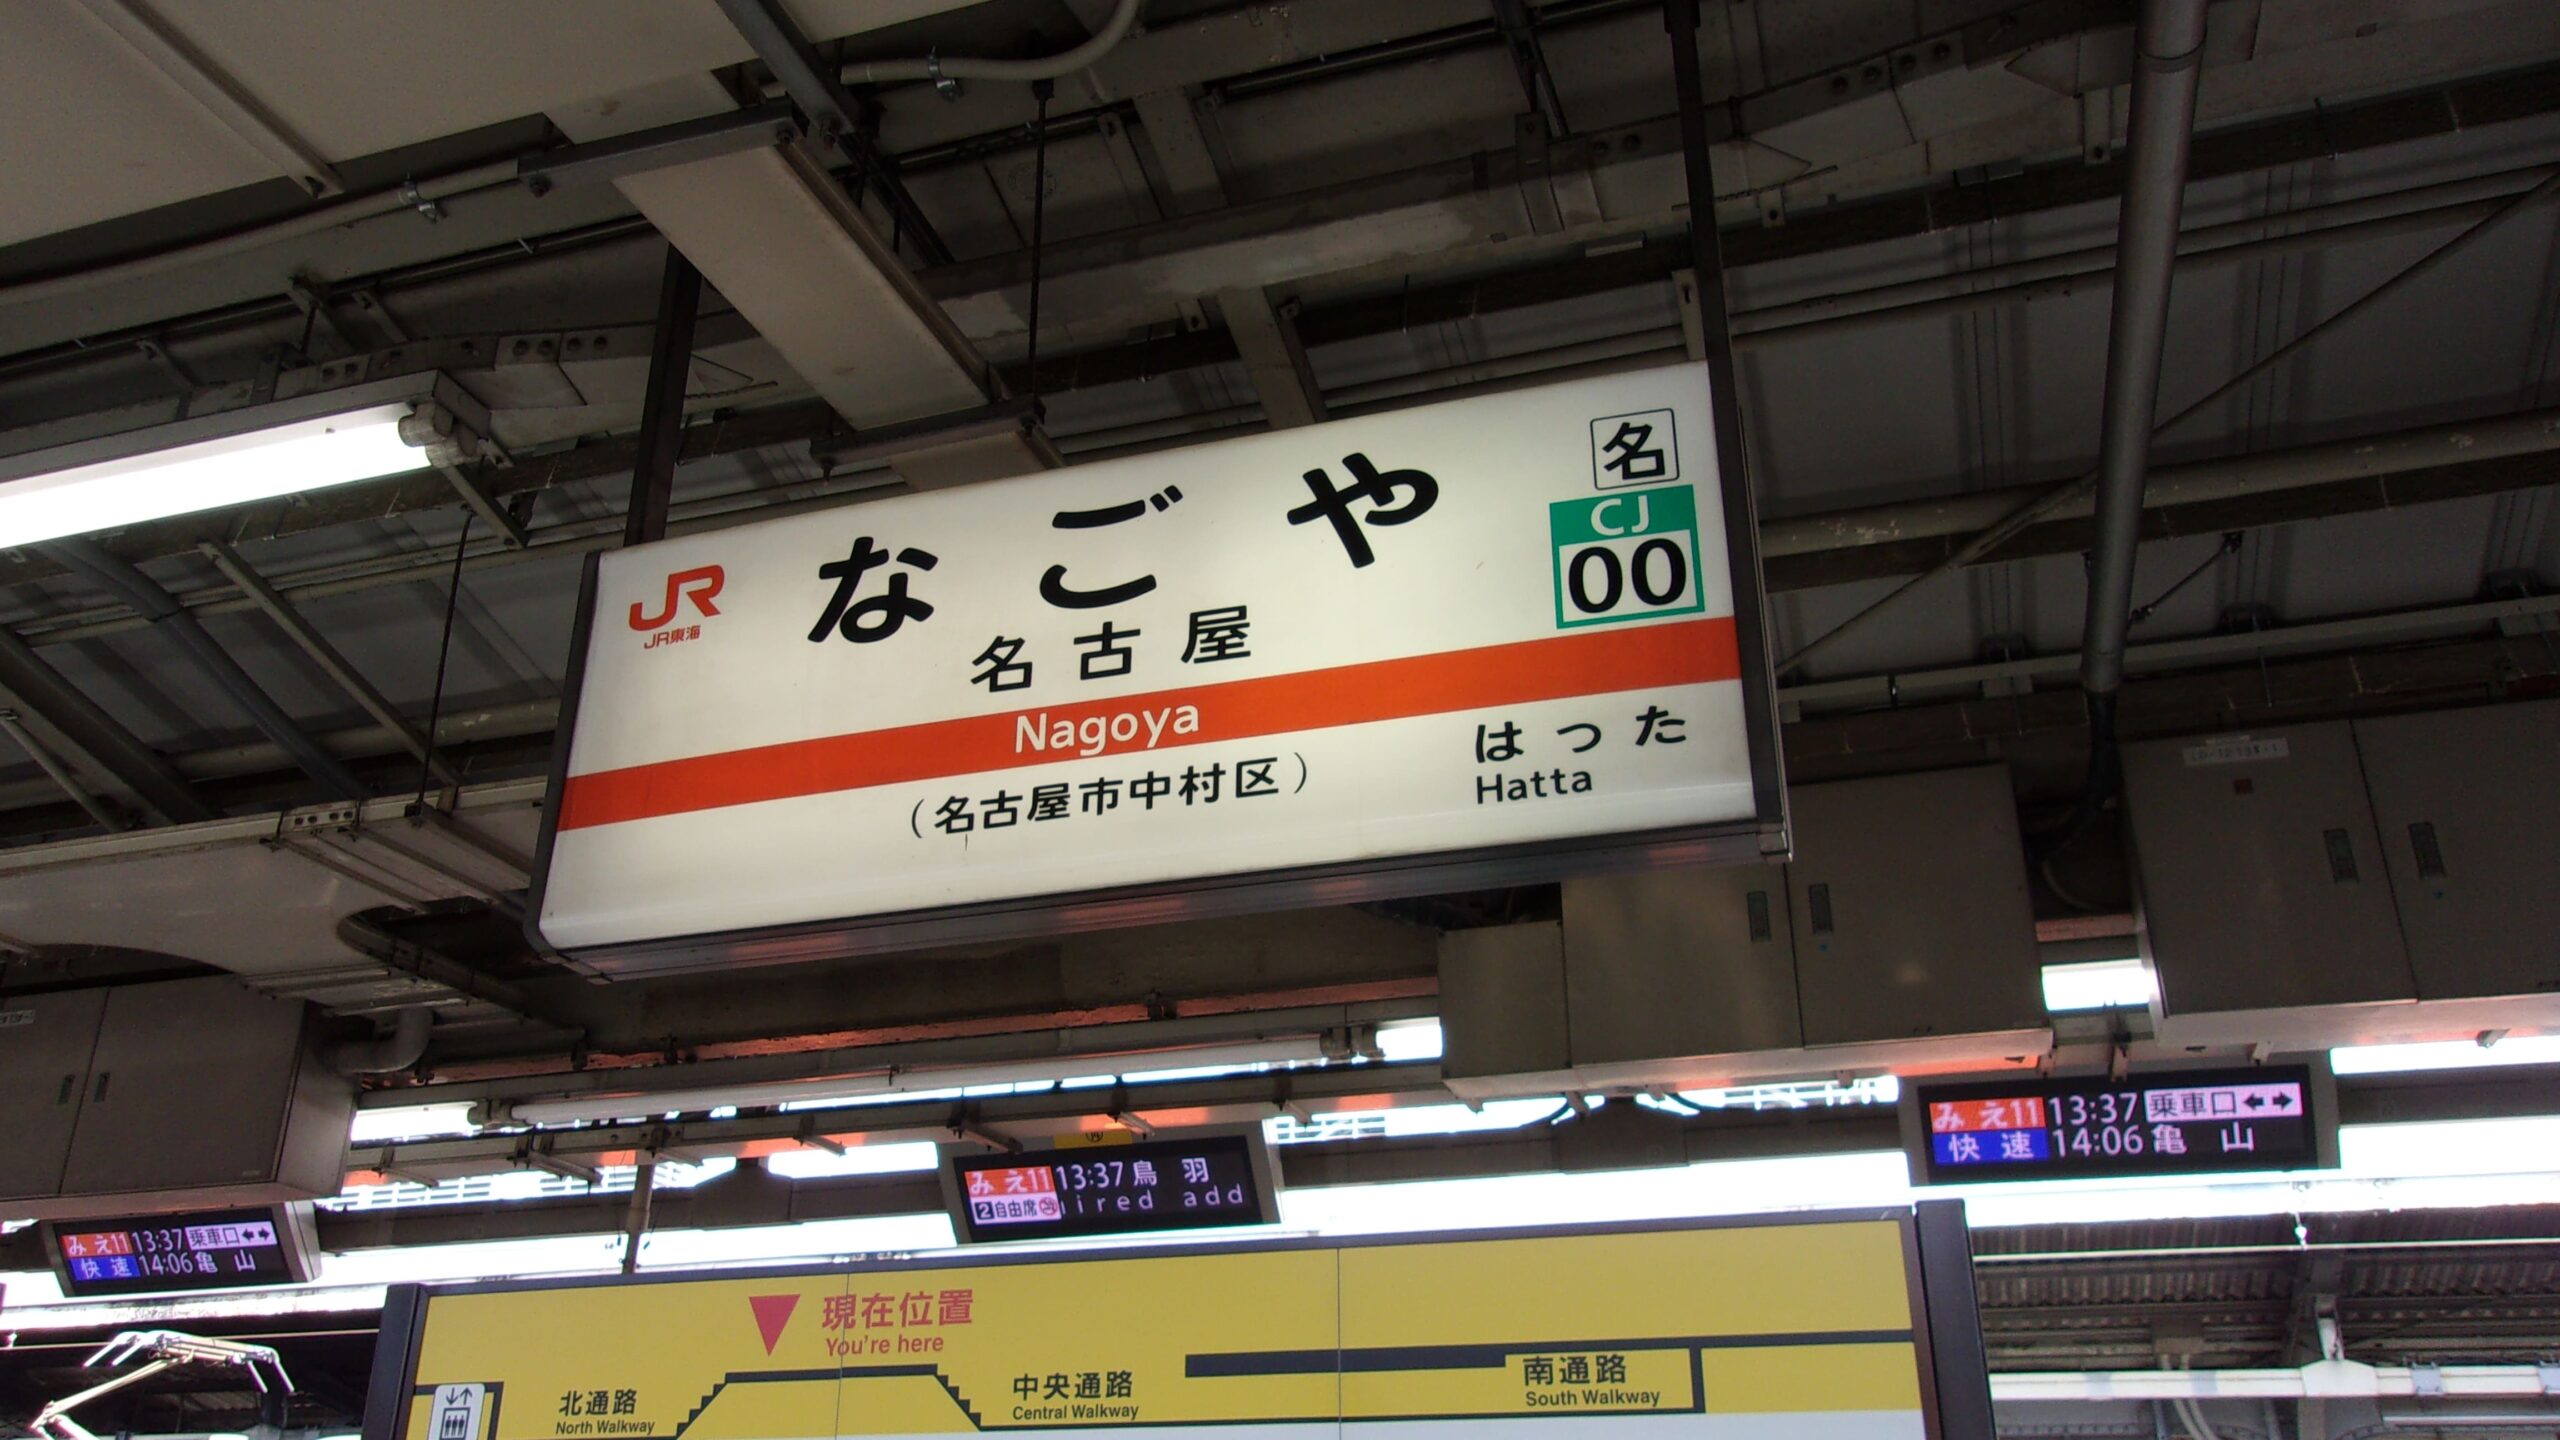 名
CJ
00
JR
JR東海
なごや
名古屋
Nagoya
(名古屋市中村区)
はった
Hatta
みえ11 13:37 乗車口 ←→
快速 14:06 亀山
みえ11 13:37 鳥羽
2 自由席 ired add
みえ11 13:37 乗車口 ←→
快速 14:06 亀山
現在位置
You're here
北通路
North Walkway
中央通路
Central Walkway
南通路
South Walkway